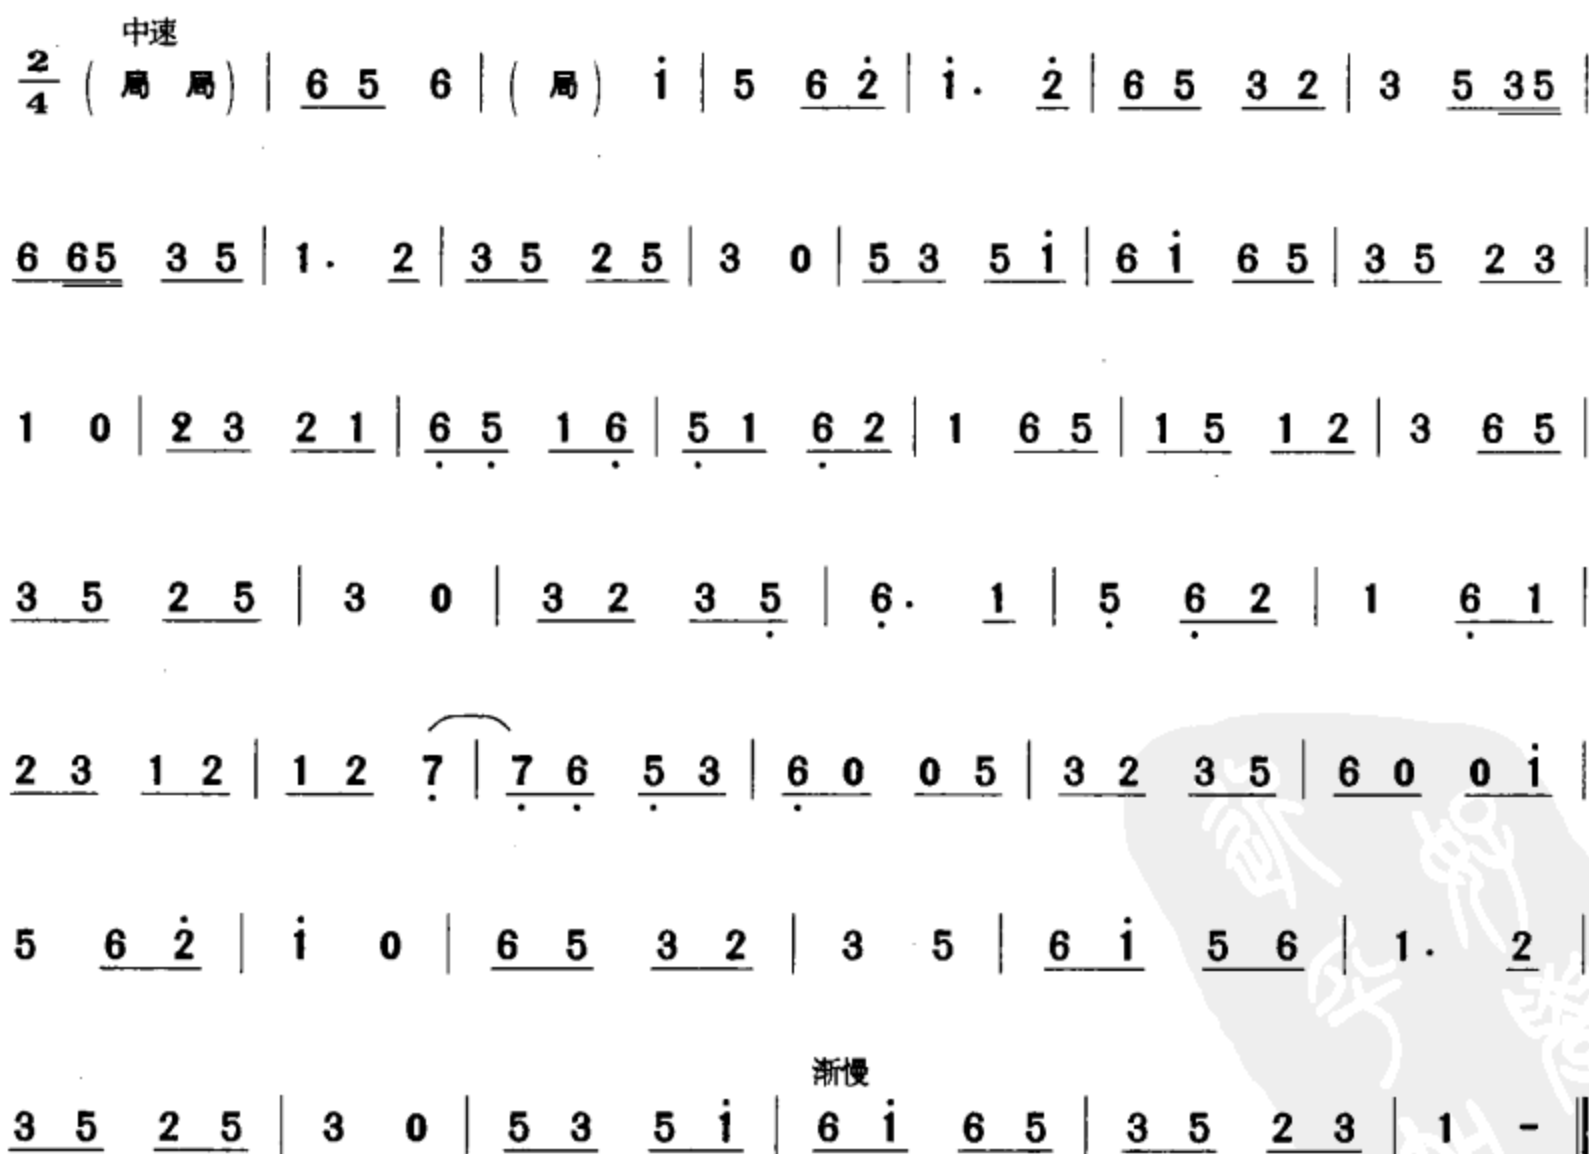 中速
2/4 ( 局 局 ) | 6 5 6 | ( 局 ) i̇ | 5 6 2̇ | i̇ . 2̇ | 6 5 3 2 | 3 5 35 |
6 65 3 5 | 1 . 2 | 3 5 2 5 | 3 0 | 5 3 5 i̇ | 6 i̇ 6 5 | 3 5 2 3 |
1 0 | 2 3 2 1 | 6̣ 5̣ 1 6̣ | 5̣ 1 6̣ 2 | 1 6 5 | 1 5 1 2 | 3 6 5 |
3 5 2 5 | 3 0 | 3 2 3 5̣ | 6̣ . 1 | 5̣ 6̣ 2 | 1 6̣ 1 |
2 3 1 2 | 1 2 7̣ | 7̣ 6̣ 5̣ 3 | 6̣ 0 0 5 | 3 2 3 5 | 6 0 0 i̇ |
5 6 2̇ | i̇ 0 | 6 5 3 2 | 3 5 | 6 i̇ 5 6 | 1 . 2 |
渐慢
3 5 2 5 | 3 0 | 5 3 5 i̇ | 6 i̇ 6 5 | 3 5 2 3 | 1 - ‖